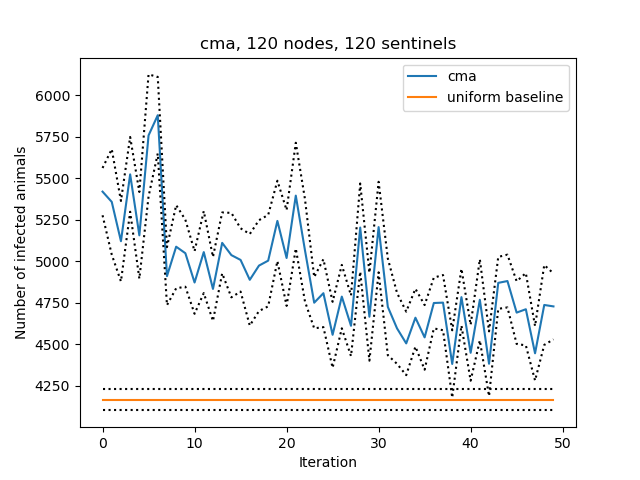 cma, 120 nodes, 120 sentinels
cma
uniform baseline
Number of infected animals
6000
5750
5500
5250
5000
4750
4500
4250
0 10 20 30 40 50
Iteration